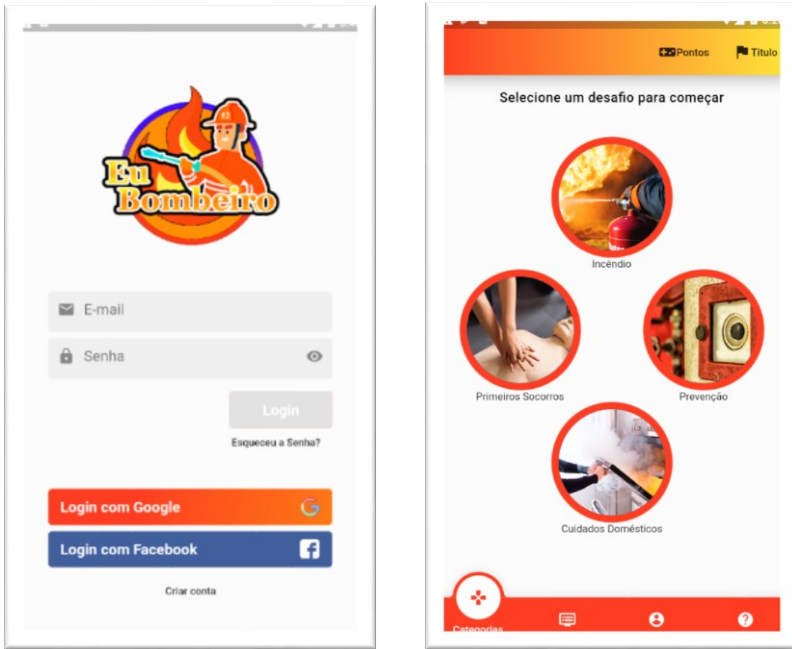 Eu
Bombeiro
E-mail
Senha
Login
Esqueceu a Senha?
Login com Google
Login com Facebook
Criar conta
Pontos
Titulo
Selecione um desafio para começar
Incêndio
Primeiros Socorros
Prevenção
Cuidados Domésticos
Categorias